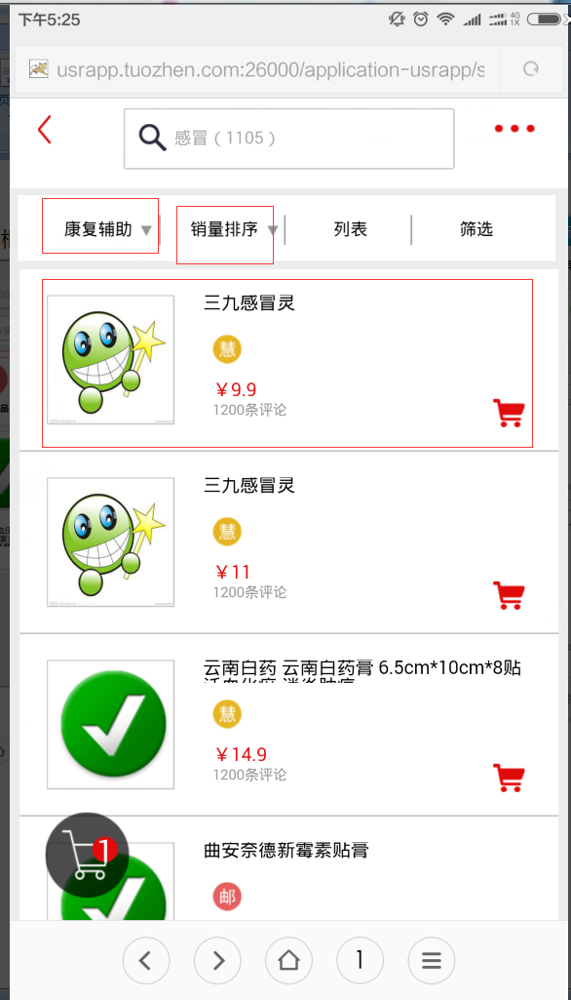 下午5:25
4G
1X
usrapp.tuozhen.com:26000/application-usrapp/s
感冒（1105）
康复辅助 ▼ 销量排序 ▼ 列表 筛选
三九感冒灵
慧
￥9.9
1200条评论
三九感冒灵
慧
￥11
1200条评论
云南白药 云南白药膏 6.5cm*10cm*8贴
慧
￥14.9
1200条评论
1
曲安奈德新霉素贴膏
邮
1